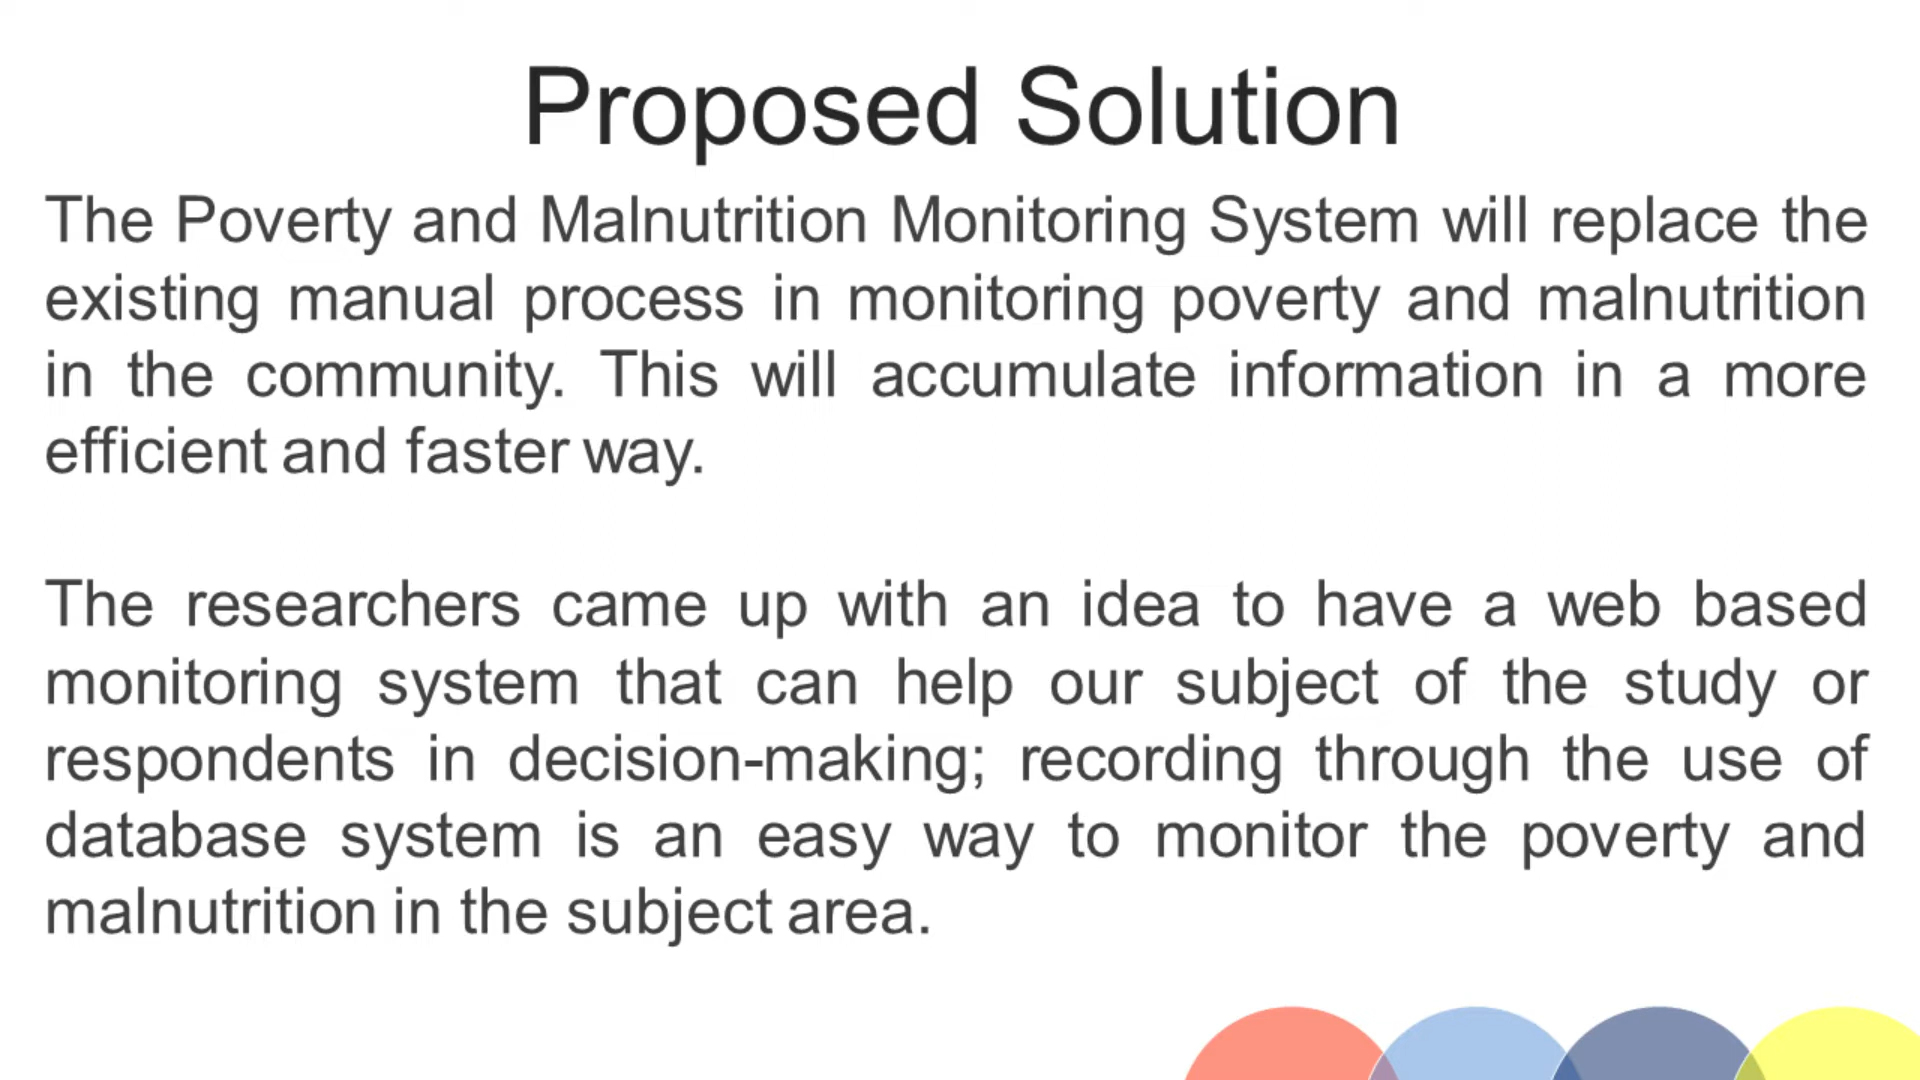 Proposed Solution
The Poverty and Malnutrition Monitoring System will replace the
existing manual process in monitoring poverty and malnutrition
in the community. This will accumulate information in a more
efficient and faster way.
The researchers came up with an idea to have a web based
monitoring system that can help our subject of the study or
respondents in decision-making; recording through the use of
database system is an easy way to monitor the poverty and
malnutrition in the subject area.